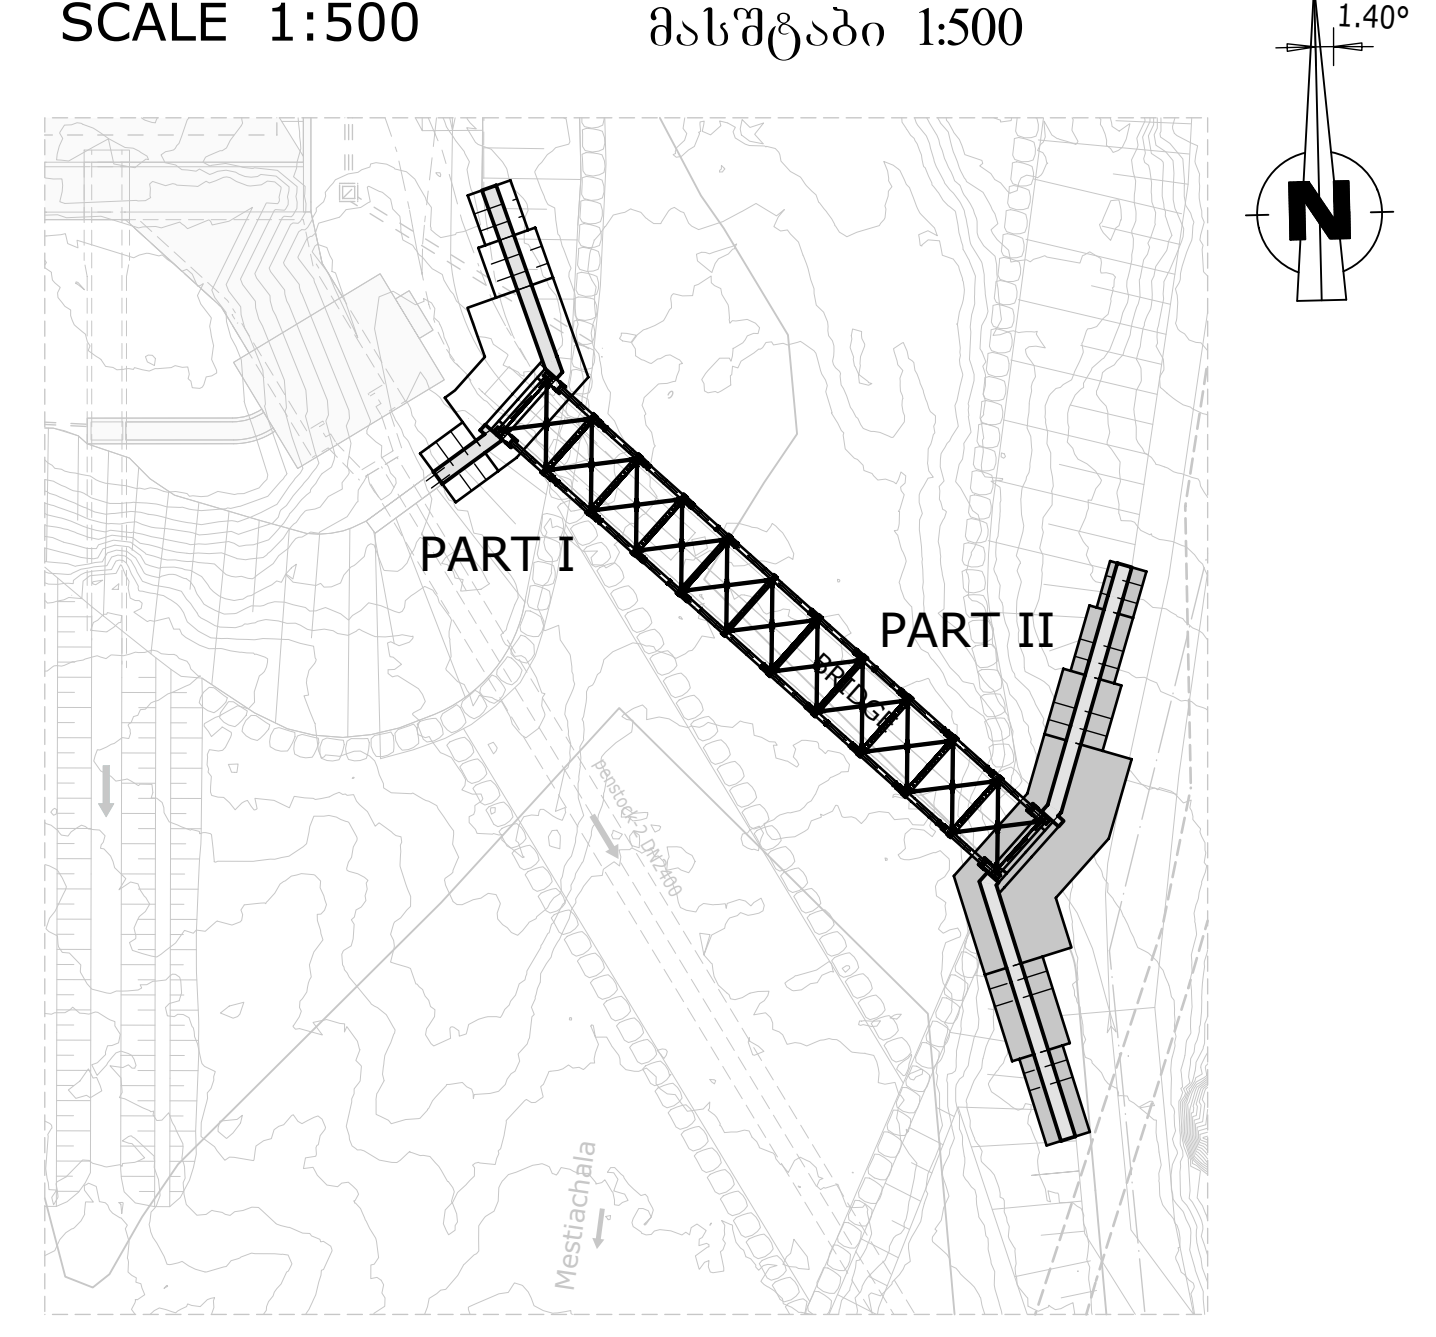 SCALE 1:500
მასშტაბი 1:500
1.40°
N
PART I
PART II
BRIDGE
penstock-2 DN2400
Mestiachala